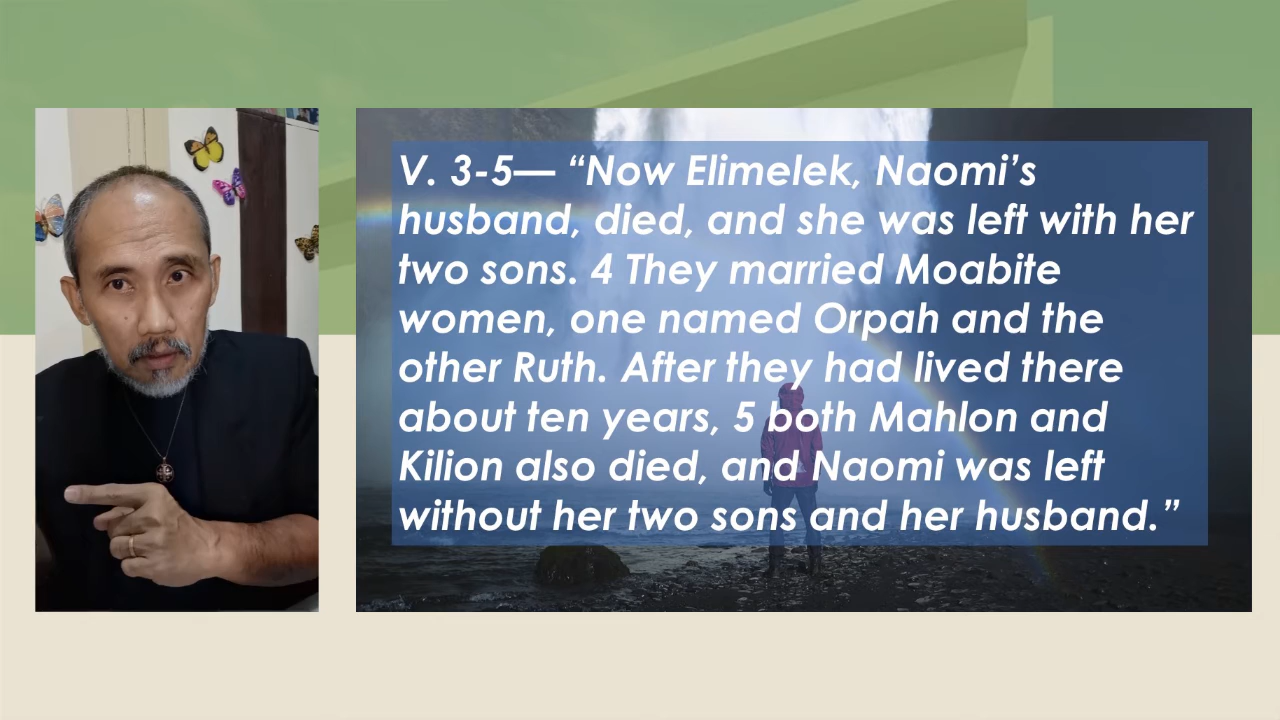 V. 3-5— “Now Elimelek, Naomi’s
husband, died, and she was left with her
two sons. 4 They married Moabite
women, one named Orpah and the
other Ruth. After they had lived there
about ten years, 5 both Mahlon and
Kilion also died, and Naomi was left
without her two sons and her husband.”